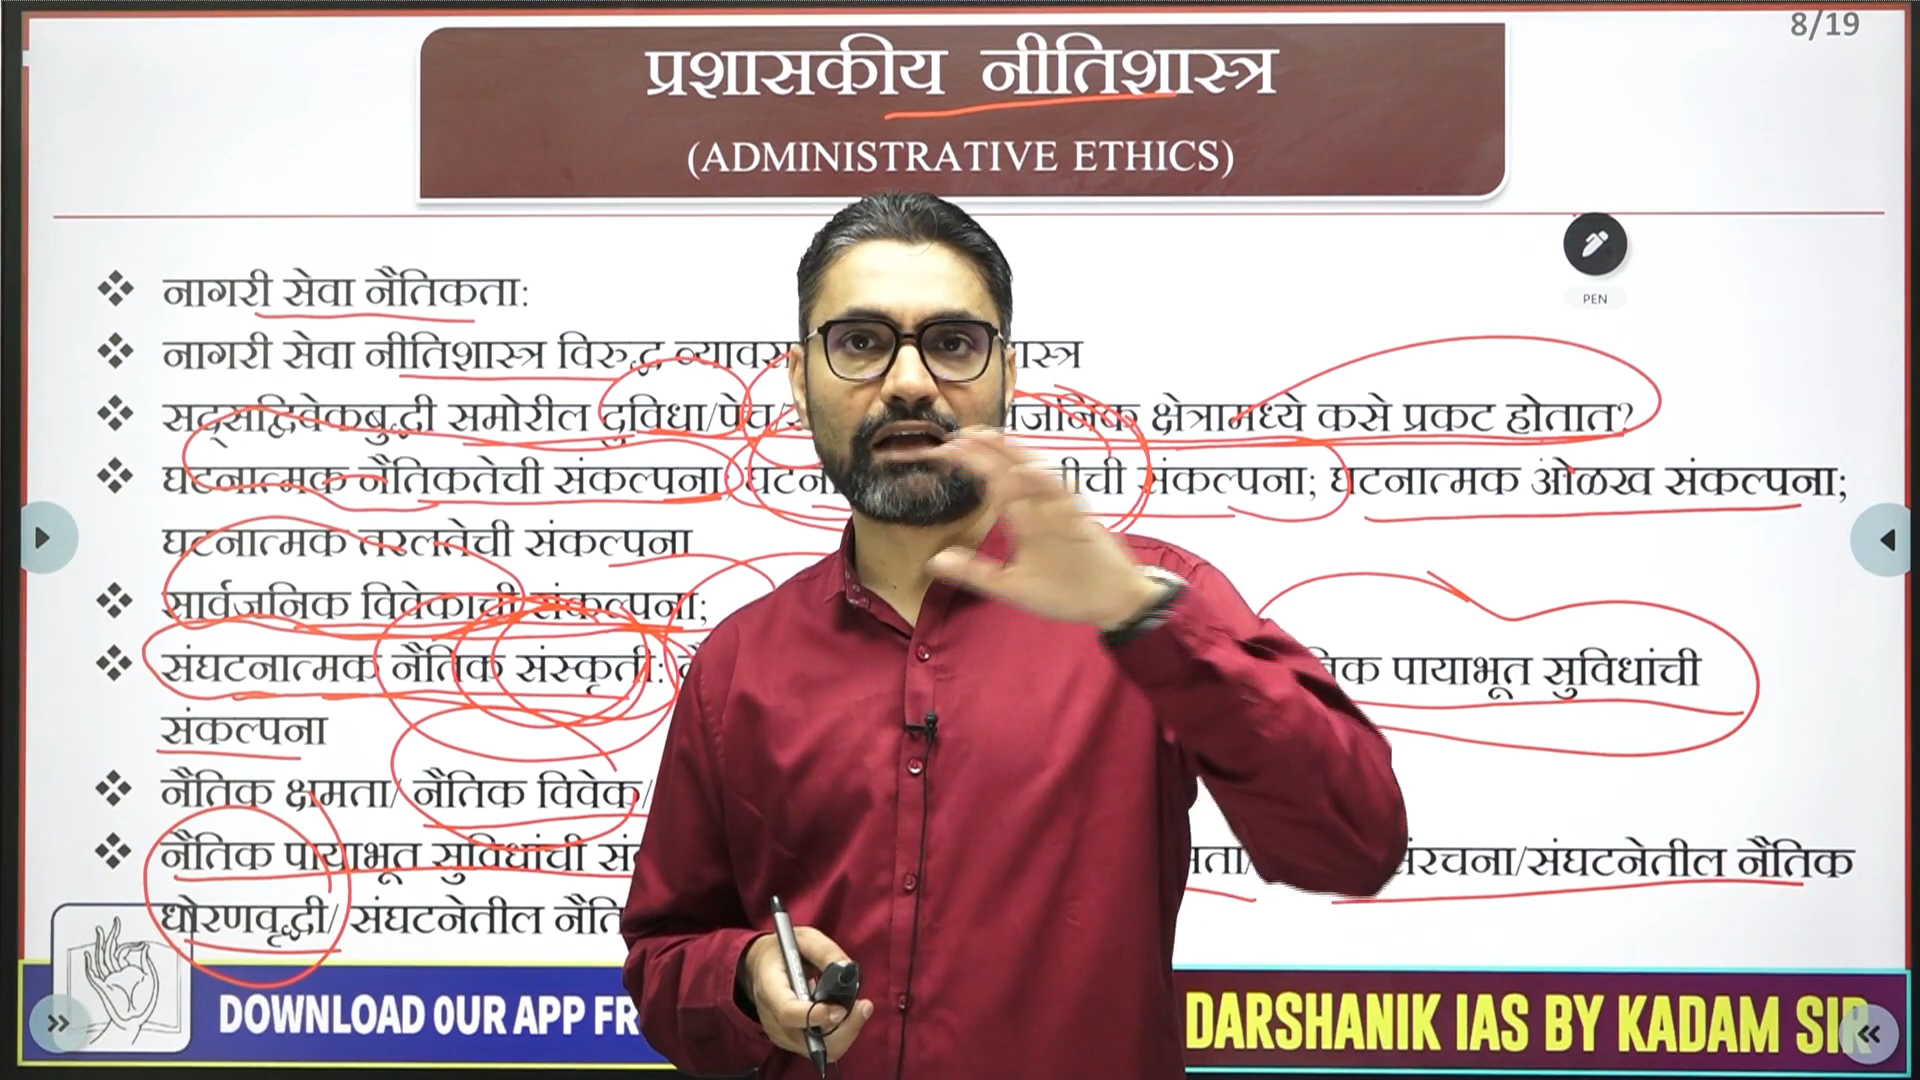 8/19
प्रशासकीय नीतिशास्त्र
(ADMINISTRATIVE ETHICS)
PEN
❖ नागरी सेवा नैतिकता:
❖ नागरी सेवा नीतिशास्त्र विरुद्ध
❖ सद्सद्विवेकबुद्धी समोरील दुविधा/पेच/ क्षेत्रामध्ये कसे प्रकट होतात?
❖ घटनात्मक नैतिकतेची संकल्पना संकल्पना; घटनात्मक ओळख संकल्पना;
घटनात्मक तरलतेची संकल्पना
❖ सार्वजनिक विवेकाची संकल्पना;
❖ संघटनात्मक नैतिक संस्कृती: पायाभूत सुविधांची
संकल्पना
❖ नैतिक क्षमता/ नैतिक विवेक/
❖ नैतिक पायाभूत सुविधांची /संघटनेतील नैतिक
धोरणवृद्धी/ संघटनेतील
DOWNLOAD OUR APP
DARSHANIK IAS BY KADAM SIR